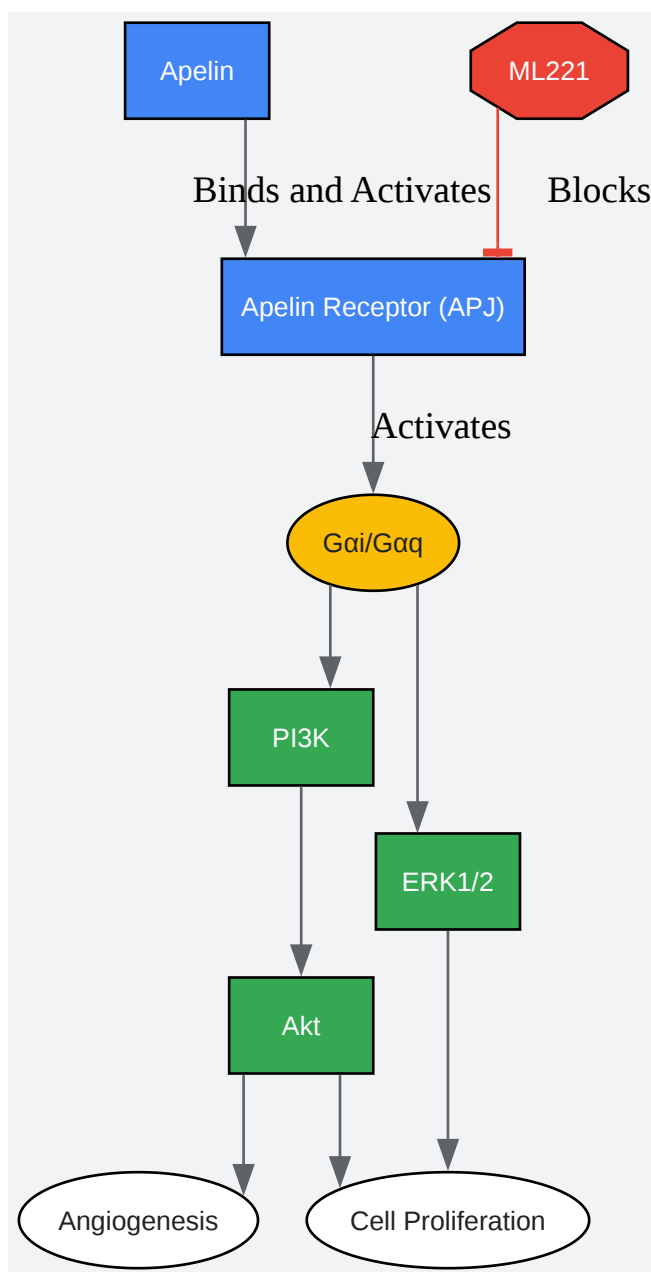 Apelin
ML221
Binds and Activates
Blocks
Apelin Receptor (APJ)
Activates
Gαi/Gαq
PI3K
ERK1/2
Akt
Angiogenesis
Cell Proliferation